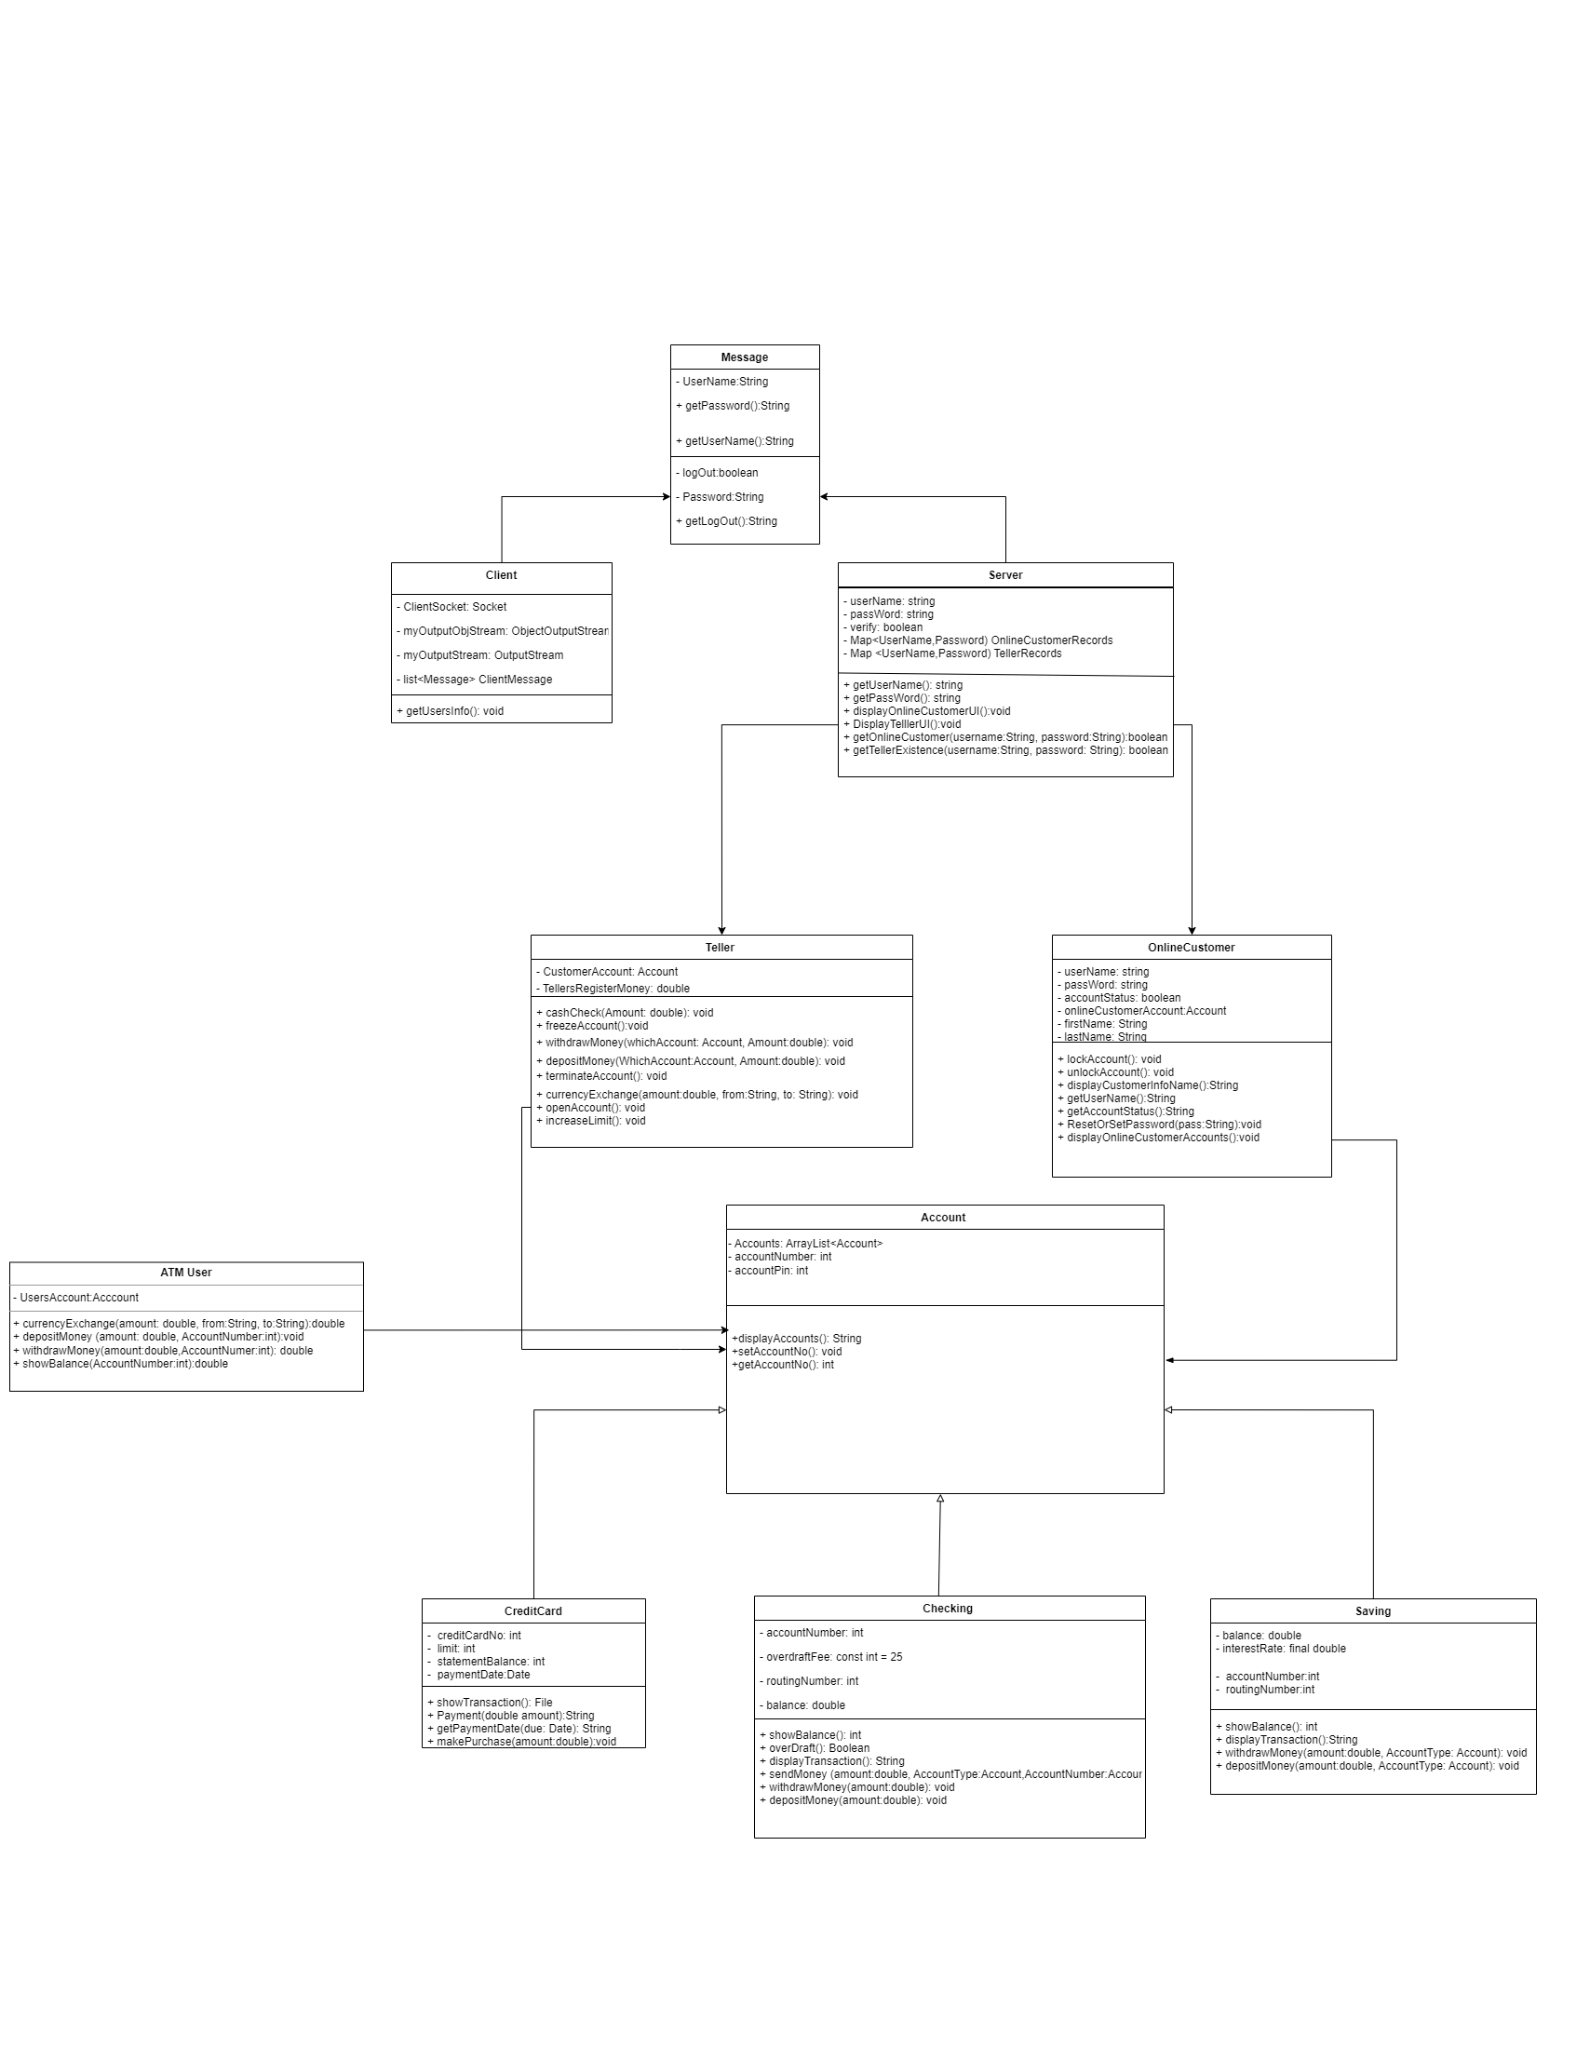 Message
- UserName:String
+ getPassword():String
+ getUserName():String
- logOut:boolean
- Password:String
+ getLogOut():String
Client
- ClientSocket: Socket
- myOutputObjStream: ObjectOutputStream
- myOutputStream: OutputStream
- list<Message> ClientMessage
+ getUsersInfo(): void
Server
- userName: string
- passWord: string
- verify: boolean
- Map<UserName,Password) OnlineCustomerRecords
- Map <UserName,Password) TellerRecords
+ getUserName(): string
+ getPassWord(): string
+ displayOnlineCustomerUI():void
+ DisplayTelllerUI():void
+ getOnlineCustomer(username:String, password:String):boolean
+ getTellerExistence(username:String, password: String): boolean
Teller
- CustomerAccount: Account
- TellersRegisterMoney: double
+ cashCheck(Amount: double): void
+ freezeAccount():void
+ withdrawMoney(whichAccount: Account, Amount:double): void
+ depositMoney(WhichAccount:Account, Amount:double): void
+ terminateAccount(): void
+ currencyExchange(amount:double, from:String, to: String): void
+ openAccount(): void
+ increaseLimit(): void
OnlineCustomer
- userName: string
- passWord: string
- accountStatus: boolean
- onlineCustomerAccount:Account
- firstName: String
- lastName: String
+ lockAccount(): void
+ unlockAccount(): void
+ displayCustomerInfoName():String
+ getUserName():String
+ getAccountStatus():String
+ ResetOrSetPassword(pass:String):void
+ displayOnlineCustomerAccounts():void
Account
- Accounts: ArrayList<Account>
- accountNumber: int
- accountPin: int
+displayAccounts(): String
+setAccountNo(): void
+getAccountNo(): int
ATM User
- UsersAccount:Acccount
+ currencyExchange(amount: double, from:String, to:String):double
+ depositMoney (amount: double, AccountNumber:int):void
+ withdrawMoney(amount:double,AccountNumer:int): double
+ showBalance(AccountNumber:int):double
CreditCard
- creditCardNo: int
- limit: int
- statementBalance: int
- paymentDate:Date
+ showTransaction(): File
+ Payment(double amount):String
+ getPaymentDate(due: Date): String
+ makePurchase(amount:double):void
Checking
- accountNumber: int
- overdraftFee: const int = 25
- routingNumber: int
- balance: double
+ showBalance(): int
+ overDraft(): Boolean
+ displayTransaction(): String
+ sendMoney (amount:double, AccountType:Account,AccountNumber:Accour
+ withdrawMoney(amount:double): void
+ depositMoney(amount:double): void
Saving
- balance: double
- interestRate: final double
- accountNumber:int
- routingNumber:int
+ showBalance(): int
+ displayTransaction():String
+ withdrawMoney(amount:double, AccountType: Account): void
+ depositMoney(amount:double, AccountType: Account): void